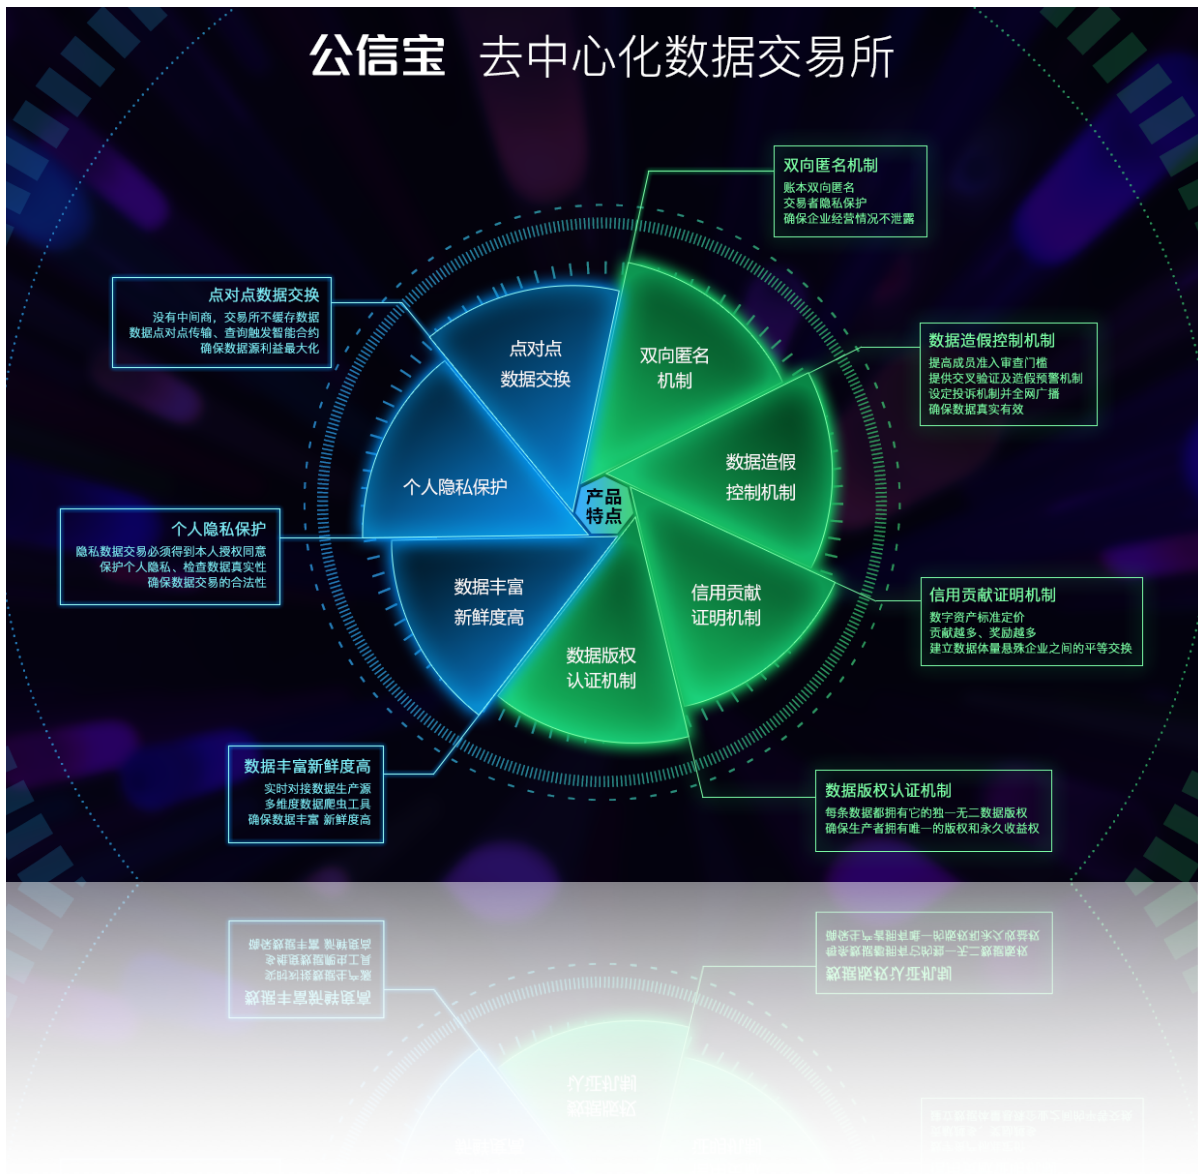 公信宝 去中心化数据交易所
双向匿名机制
账本双向匿名
交易者隐私保护
确保企业经营情况不泄露
点对点数据交换
没有中间商，交易所不缓存数据
数据点对点传输、查询触发智能合约
确保数据源利益最大化
数据造假控制机制
提高成员准入审查门槛
提供交叉验证及造假预警机制
设定投诉机制并全网广播
确保数据真实有效
点对点
数据交换
双向匿名
机制
个人隐私保护
数据造假
控制机制
产品
特点
数据丰富
新鲜度高
信用贡献
证明机制
数据版权
认证机制
个人隐私保护
隐私数据交易必须得到本人授权同意
保护个人隐私、检查数据真实性
确保数据交易的合法性
信用贡献证明机制
数字资产标准定价
贡献越多、奖励越多
建立数据体量悬殊企业之间的平等交换
数据丰富新鲜度高
实时对接数据生产源
多维度数据爬虫工具
确保数据丰富 新鲜度高
数据版权认证机制
每条数据都拥有它的独一无二数据版权
确保生产者拥有唯一的版权和永久收益权